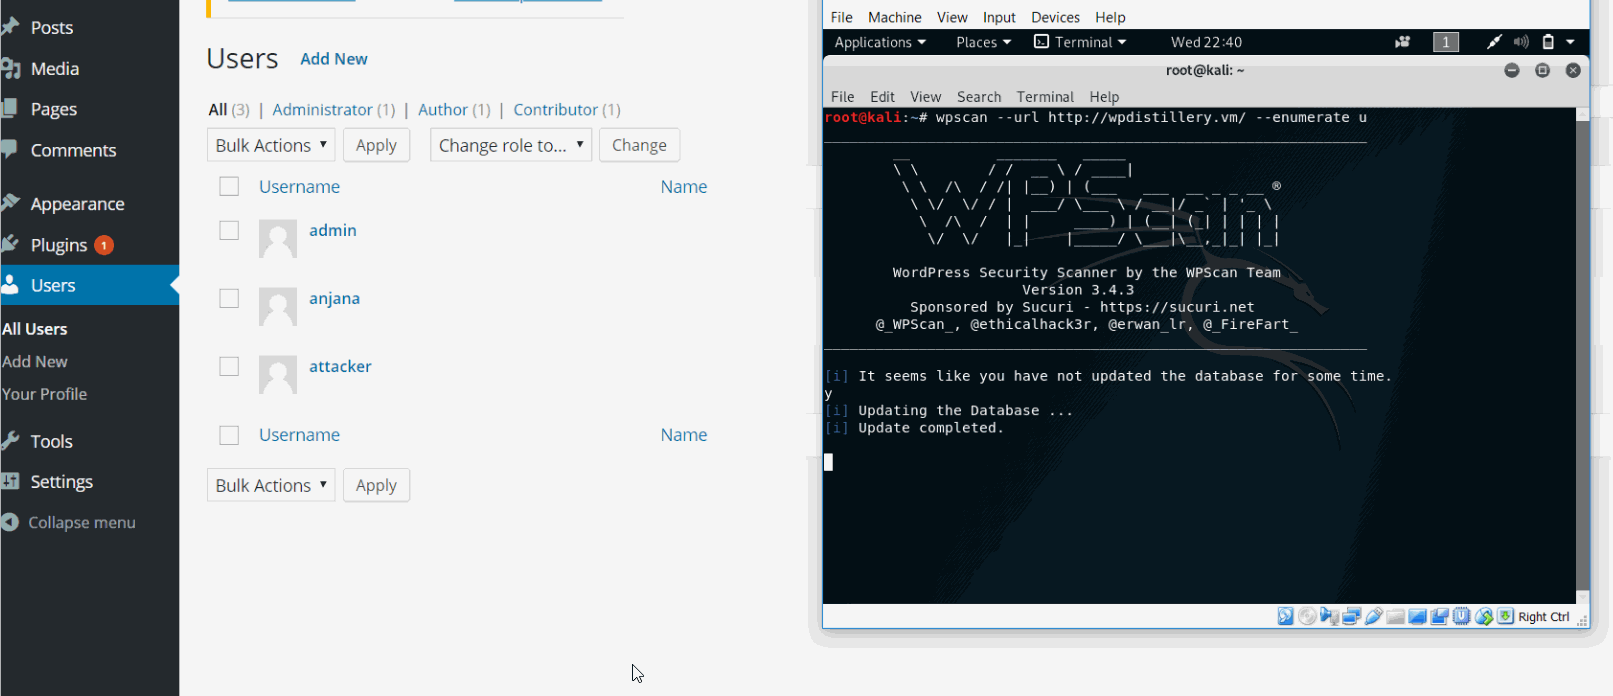 Posts
Media
Pages
Comments
Appearance
Plugins 1
Users
All Users
Add New
Your Profile
Tools
Settings
Collapse menu
Users Add New
All (3) | Administrator (1) | Author (1) | Contributor (1)
Bulk Actions Apply Change role to... Change
Username Name
admin
anjana
attacker
Username Name
Bulk Actions Apply
File Machine View Input Devices Help
Applications Places Terminal Wed 22:40 1
root@kali: ~
File Edit View Search Terminal Help
root@kali:~# wpscan --url http://wpdistillery.vm/ --enumerate u
WPScan ®
WordPress Security Scanner by the WPScan Team
Version 3.4.3
Sponsored by Sucuri - https://sucuri.net
@_WPScan_, @ethicalhack3r, @erwan_lr, @_FireFart_
[i] It seems like you have not updated the database for some time.
y
[i] Updating the Database ...
[i] Update completed.
Right Ctrl